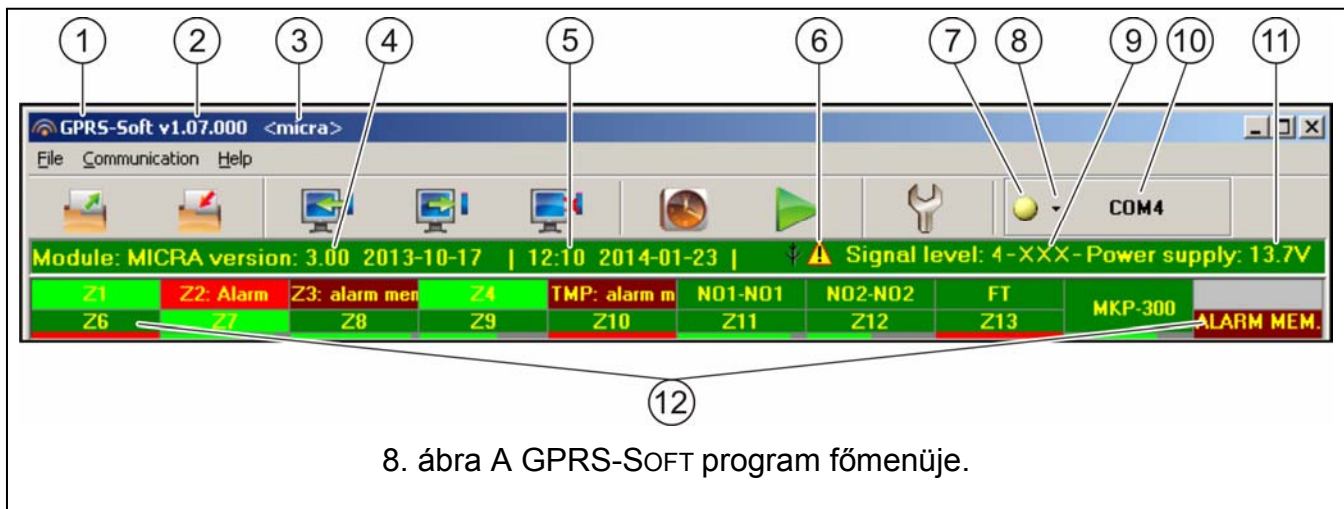 1 2 3 4 5 6 7 8 9 10 11
GPRS-Soft v1.07.000 <micra>
File Communication Help
COM4
Module: MICRA version: 3.00 2013-10-17 | 12:10 2014-01-23 | Signal level: 4-XXX- Power supply: 13.7V
Z1 Z2: Alarm Z3: alarm mem Z4 TMP: alarm m NO1-NO1 NO2-NO2 FT MKP-300
Z6 Z7 Z8 Z9 Z10 Z11 Z12 Z13 ALARM MEM.
12
8. ábra A GPRS-SOFT program főmenüje.